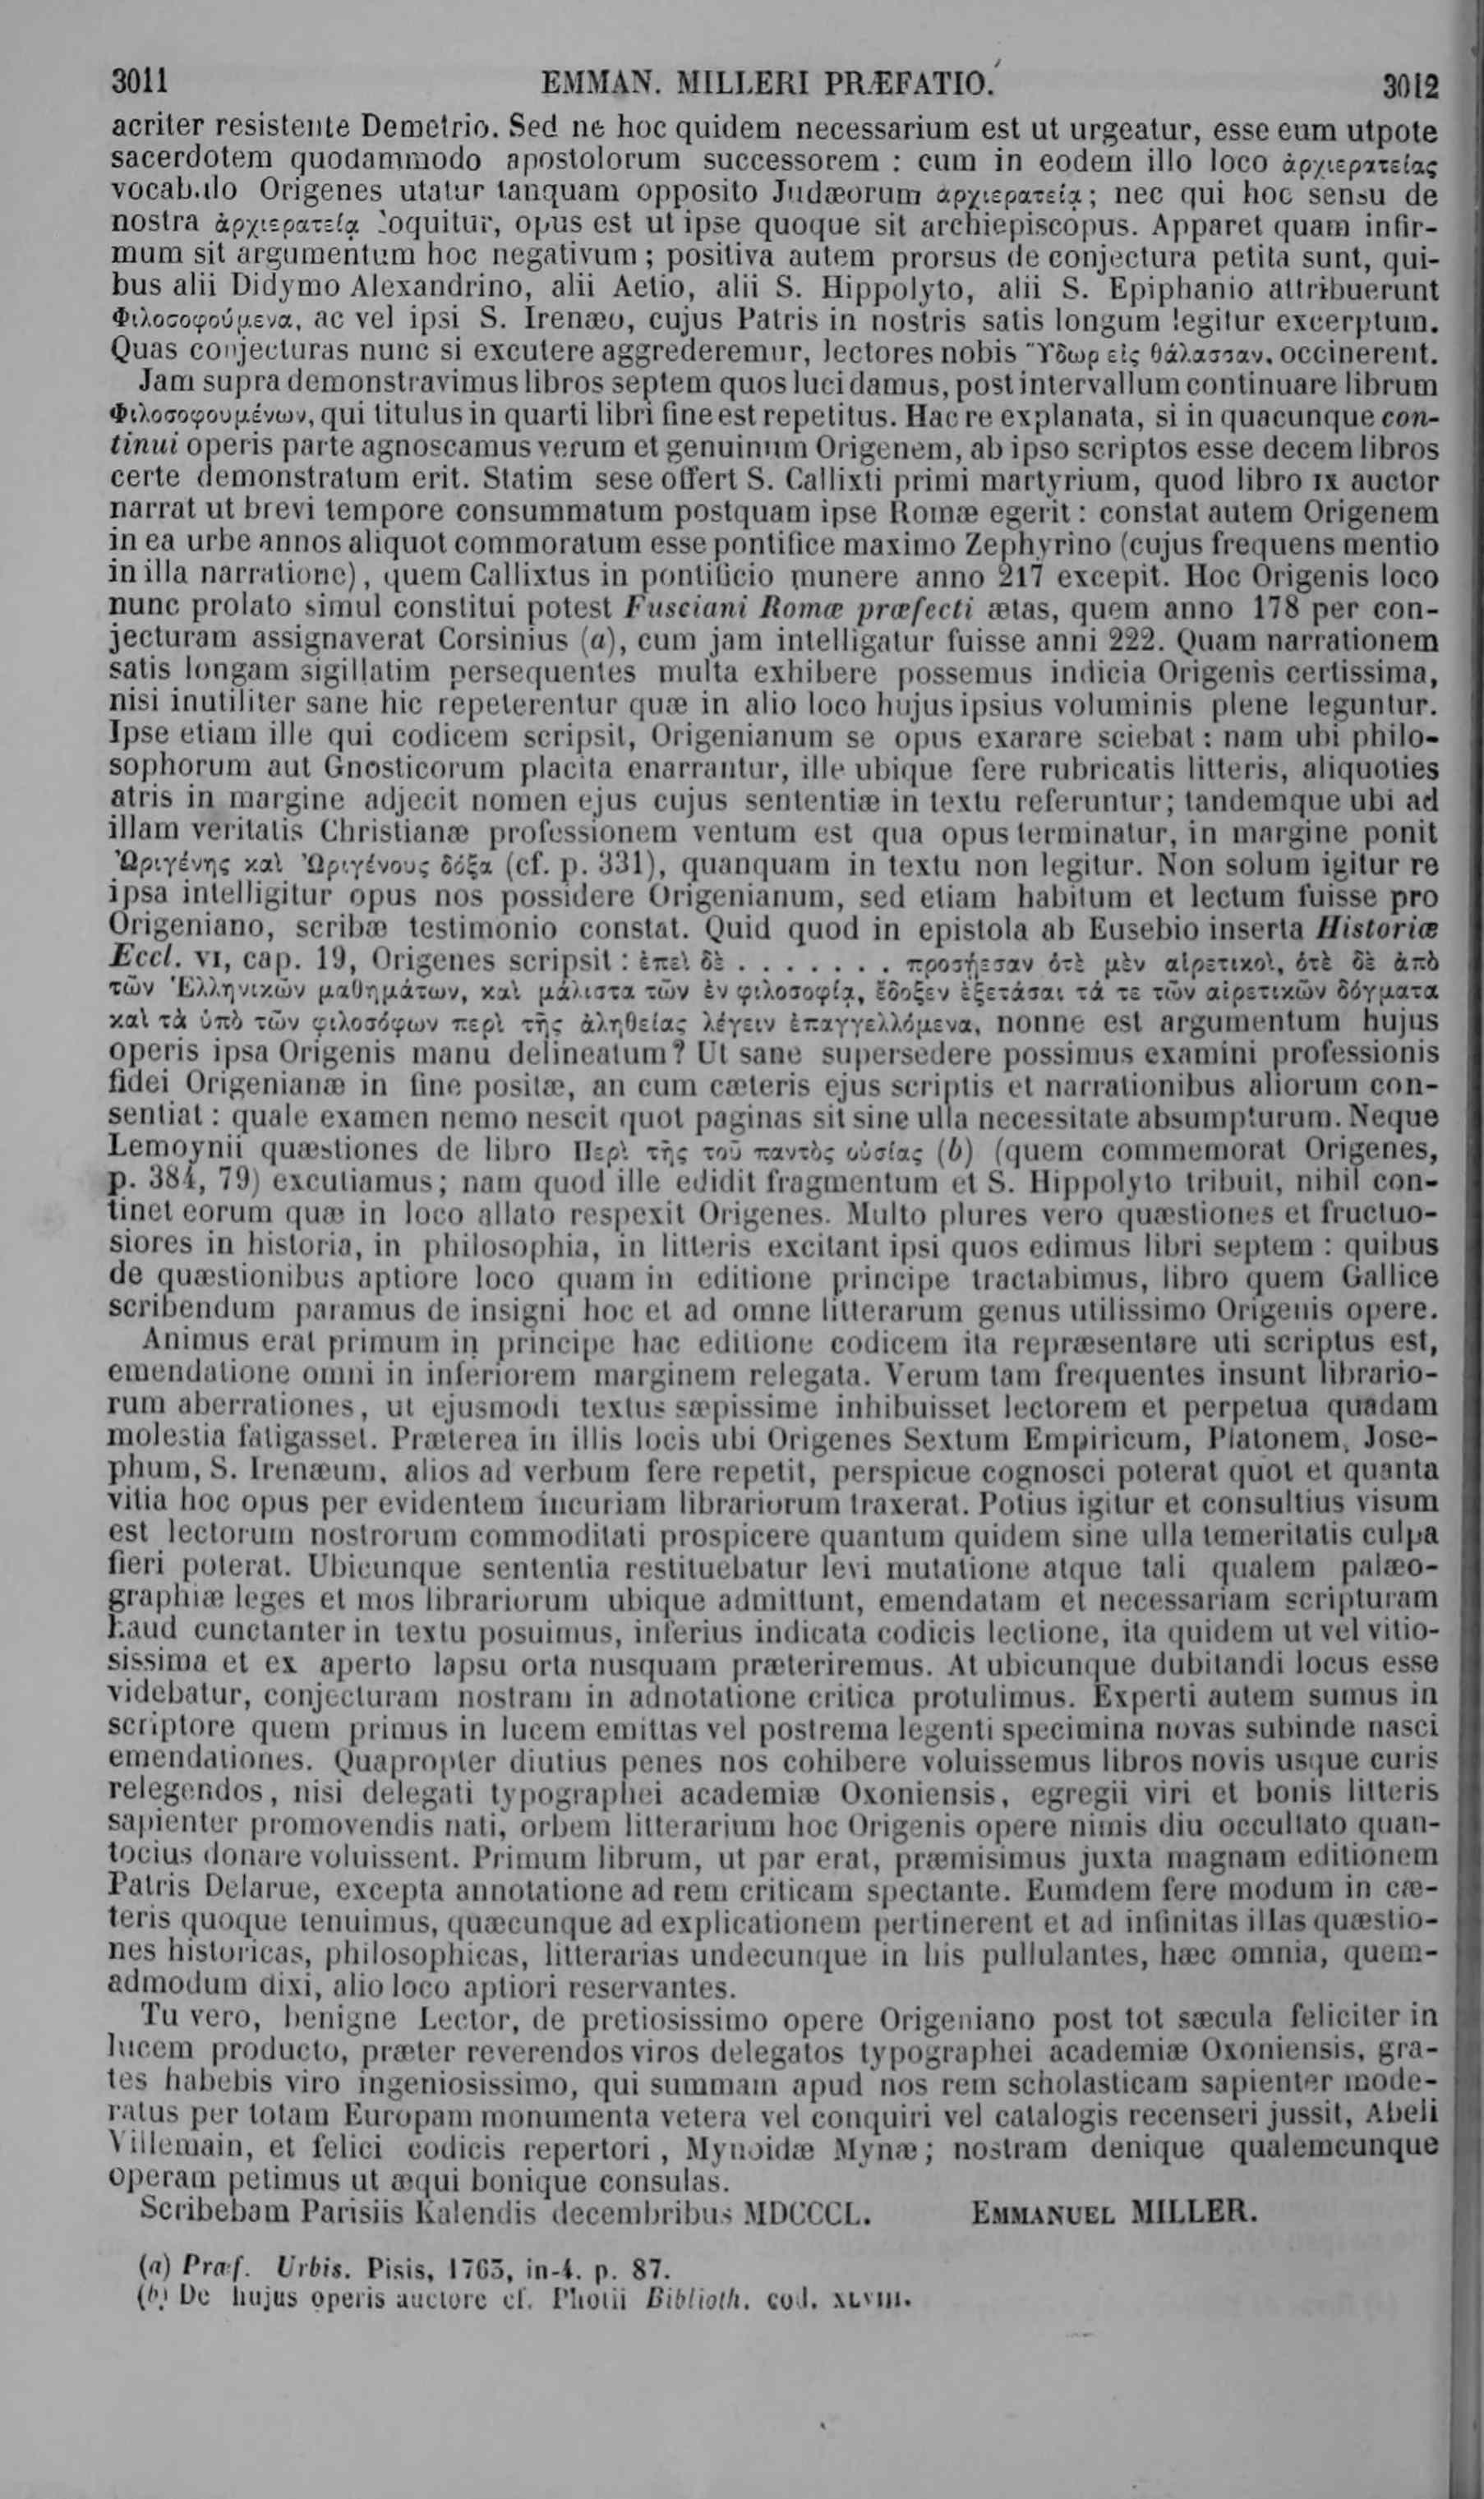 3011 EMMAN. MILLERI PRÆFATIO. 3012
acriter resistente Demetrio. Sed ne hoc quidem necessarium est ut urgeatur, esse eum utpote
sacerdotem quodammodo apostolorum successorem : cum in eodem illo loco ἀρχιερατείας
vocabulo Origenes utatur tanquam opposito Judæorum ἀρχιερατείᾳ ; nec qui hoc sensu de
nostra ἀρχιερατείᾳ loquitur, opus est ut ipse quoque sit archiepiscopus. Apparet quam infir-
mum sit argumentum hoc negativum ; positiva autem prorsus de conjectura petita sunt, qui-
bus alii Didymo Alexandrino, alii Aetio, alii S. Hippolyto, alii S. Epiphanio attribuerunt
Φιλοσοφούμενα, ac vel ipsi S. Irenæo, cujus Patris in nostris satis longum legitur excerptum.
Quas conjecturas nunc si excutere aggrederemur, lectores nobis Ὕδωρ εἰς θάλασσαν, occinerent.
Jam supra demonstravimus libros septem quos luci damus, post intervallum continuare librum
Φιλοσοφουμένων, qui titulus in quarti libri fine est repetitus. Hac re explanata, si in quacunque con-
tinui operis parte agnoscamus verum et genuinum Origenem, ab ipso scriptos esse decem libros
certe demonstratum erit. Statim sese offert S. Callixti primi martyrium, quod libro IX auctor
narrat ut brevi tempore consummatum postquam ipse Romæ egerit : constat autem Origenem
in ea urbe annos aliquot commoratum esse pontifice maximo Zephyrino (cujus frequens mentio
in illa narratione), quem Callixtus in pontificio munere anno 217 excepit. Hoc Origenis loco
nunc prolato simul constitui potest Fusciani Romæ præfecti ætas, quem anno 178 per con-
jecturam assignaverat Corsinius (a), cum jam intelligatur fuisse anni 222. Quam narrationem
satis longam sigillatim persequentes multa exhibere possemus indicia Origenis certissima,
nisi inutiliter sane hic repeterentur quæ in alio loco hujus ipsius voluminis plene leguntur.
Ipse etiam ille qui codicem scripsit, Origenianum se opus exarare sciebat : nam ubi philo-
sophorum aut Gnosticorum placita enarrantur, ille ubique fere rubricatis litteris, aliquoties
atris in margine adjecit nomen ejus cujus sententiæ in textu referuntur; tandemque ubi ad
illam veritatis Christianæ professionem ventum est qua opus terminatur, in margine ponit
Ὠριγένης καὶ Ὠριγένους δόξα (cf. p. 331), quanquam in textu non legitur. Non solum igitur re
ipsa intelligitur opus nos possidere Origenianum, sed etiam habitum et lectum fuisse pro
Origeniano, scribæ testimonio constat. Quid quod in epistola ab Eusebio inserta Historiæ
Eccl. VI, cap. 19, Origenes scripsit : ἐπεὶ δὲ . . . . . . . . προσῄεσαν ὁτὲ μὲν αἱρετικοὶ, ὁτὲ δὲ ἀπὸ
τῶν Ἑλληνικῶν μαθημάτων, καὶ μάλιστα τῶν ἐν φιλοσοφίᾳ, ἔδοξεν ἐξετάσαι τά τε τῶν αἱρετικῶν δόγματα
καὶ τὰ ὑπὸ τῶν φιλοσόφων περὶ τῆς ἀληθείας λέγειν ἐπαγγελλόμενα, nonne est argumentum hujus
operis ipsa Origenis manu delineatum? Ut sane supersedere possimus examini professionis
fidei Origenianæ in fine positæ, an cum cæteris ejus scriptis et narrationibus aliorum con-
sentiat : quale examen nemo nescit quot paginas sit sine ulla necessitate absumpturum. Neque
Lemoynii quæstiones de libro Περὶ τῆς τοῦ παντὸς οὐσίας (b) (quem commemorat Origenes,
p. 384, 79) excutiamus; nam quod ille edidit fragmentum et S. Hippolyto tribuit, nihil con-
tinet eorum quæ in loco allato respexit Origenes. Multo plures vero quæstiones et fructuo-
siores in historia, in philosophia, in litteris excitant ipsi quos edimus libri septem : quibus
de quæstionibus aptiore loco quam in editione principe tractabimus, libro quem Gallice
scribendum paramus de insigni hoc et ad omne litterarum genus utilissimo Origenis opere.
Animus erat primum in principe hac editione codicem ita repræsentare uti scriptus est,
emendatione omni in inferiorem marginem relegata. Verum tam frequentes insunt librario-
rum aberrationes, ut ejusmodi textus sæpissime inhibuisset lectorem et perpetua quadam
molestia fatigasset. Præterea in illis locis ubi Origenes Sextum Empiricum, Platonem, Jose-
phum, S. Irenæum, alios ad verbum fere repetit, perspicue cognosci poterat quot et quanta
vitia hoc opus per evidentem incuriam librariorum traxerat. Potius igitur et consultius visum
est lectorum nostrorum commoditati prospicere quantum quidem sine ulla temeritatis culpa
fieri poterat. Ubicunque sententia restituebatur levi mutatione atque tali qualem palæo-
graphiæ leges et mos librariorum ubique admittunt, emendatam et necessariam scripturam
haud cunctanter in textu posuimus, inferius indicata codicis lectione, ita quidem ut vel vitio-
sissima et ex aperto lapsu orta nusquam præteriremus. At ubicunque dubitandi locus esse
videbatur, conjecturam nostram in adnotatione critica protulimus. Experti autem sumus in
scriptore quem primus in lucem emittas vel postrema legenti specimina novas subinde nasci
emendationes. Quapropter diutius penes nos cohibere voluissemus libros novis usque curis
relegendos, nisi delegati typographei academiæ Oxoniensis, egregii viri et bonis litteris
sapienter promovendis nati, orbem litterarium hoc Origenis opere nimis diu occultato quan-
tocius donare voluissent. Primum librum, ut par erat, præmisimus juxta magnam editionem
Patris Delarue, excepta annotatione ad rem criticam spectante. Eumdem fere modum in cæ-
teris quoque tenuimus, quæcunque ad explicationem pertinerent et ad infinitas illas quæstio-
nes historicas, philosophicas, litterarias undecunque in his pullulantes, hæc omnia, quem-
admodum dixi, alio loco aptiori reservantes.
Tu vero, benigne Lector, de pretiosissimo opere Origeniano post tot sæcula feliciter in
lucem producto, præter reverendos viros delegatos typographei academiæ Oxoniensis, gra-
tes habebis viro ingeniosissimo, qui summam apud nos rem scholasticam sapienter mode-
ratus per totam Europam monumenta vetera vel conquiri vel catalogis recenseri jussit, Abeli
Villemain, et felici codicis repertori, Mynoidæ Mynæ; nostram denique qualemcunque
operam petimus ut æqui bonique consulas.
Scribebam Parisiis Kalendis decembribus MDCCCL. EMMANUEL MILLER.
(a) Præf. Urbis. Pisis, 1763, in-4. p. 87.
(b) De hujus operis auctore cf. Photii Biblioth. cod. XLVIII.